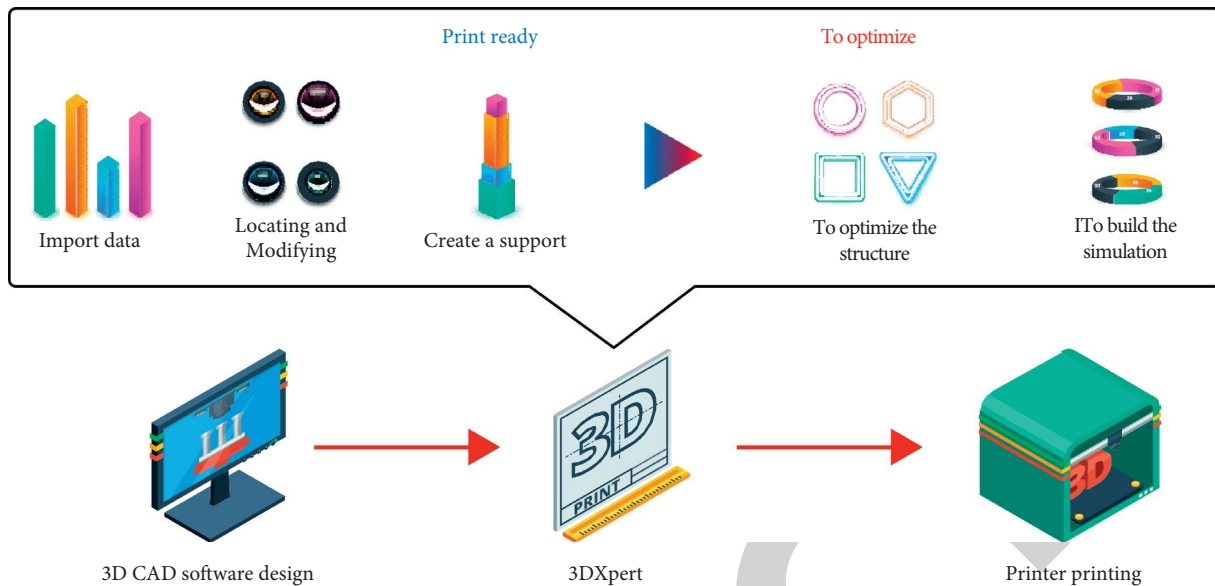 Print ready
To optimize
Import data
Locating and
Modifying
Create a support
To optimize the
structure
ITo build the
simulation
3D
PRINT
3D
3D CAD software design
3DXpert
Printer printing